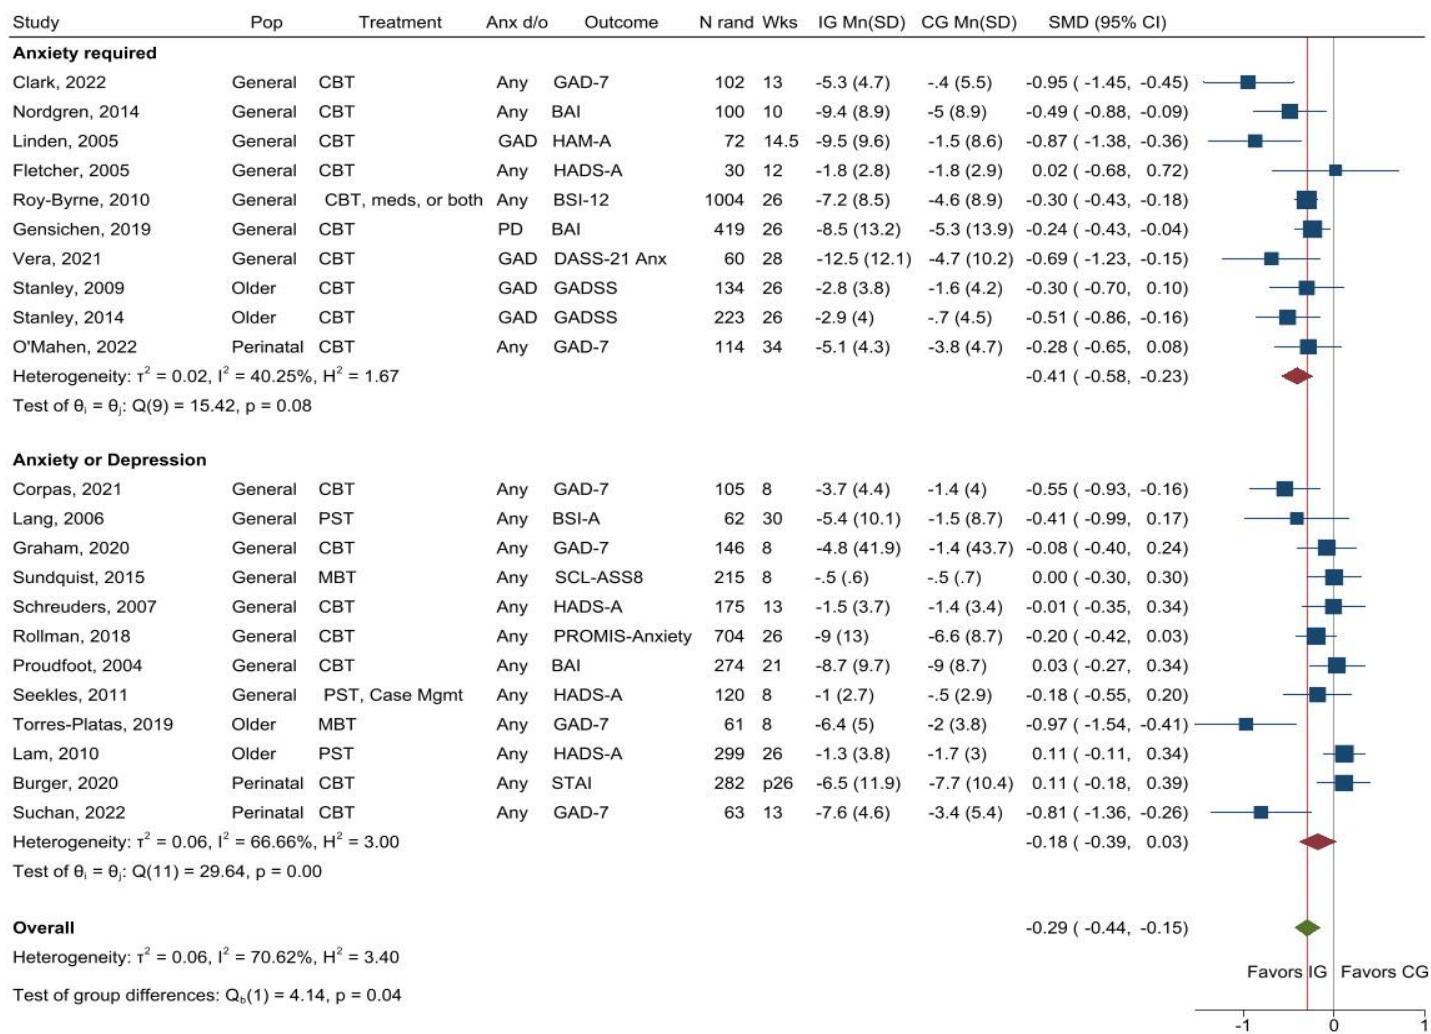 Study Pop Treatment Anx d/o Outcome N rand Wks IG Mn(SD) CG Mn(SD) SMD (95% CI)
Anxiety required
Clark, 2022 General CBT Any GAD-7 102 13 -5.3 (4.7) -.4 (5.5) -0.95 ( -1.45, -0.45)
Nordgren, 2014 General CBT Any BAI 100 10 -9.4 (8.9) -5 (8.9) -0.49 ( -0.88, -0.09)
Linden, 2005 General CBT GAD HAM-A 72 14.5 -9.5 (9.6) -1.5 (8.6) -0.87 ( -1.38, -0.36)
Fletcher, 2005 General CBT Any HADS-A 30 12 -1.8 (2.8) -1.8 (2.9) 0.02 ( -0.68, 0.72)
Roy-Byrne, 2010 General CBT, meds, or both Any BSI-12 1004 26 -7.2 (8.5) -4.6 (8.9) -0.30 ( -0.43, -0.18)
Gensichen, 2019 General CBT PD BAI 419 26 -8.5 (13.2) -5.3 (13.9) -0.24 ( -0.43, -0.04)
Vera, 2021 General CBT GAD DASS-21 Anx 60 28 -12.5 (12.1) -4.7 (10.2) -0.69 ( -1.23, -0.15)
Stanley, 2009 Older CBT GAD GADSS 134 26 -2.8 (3.8) -1.6 (4.2) -0.30 ( -0.70, 0.10)
Stanley, 2014 Older CBT GAD GADSS 223 26 -2.9 (4) -.7 (4.5) -0.51 ( -0.86, -0.16)
O'Mahen, 2022 Perinatal CBT Any GAD-7 114 34 -5.1 (4.3) -3.8 (4.7) -0.28 ( -0.65, 0.08)
Heterogeneity: τ² = 0.02, I² = 40.25%, H² = 1.67 -0.41 ( -0.58, -0.23)
Test of θᵢ = θⱼ: Q(9) = 15.42, p = 0.08
Anxiety or Depression
Corpas, 2021 General CBT Any GAD-7 105 8 -3.7 (4.4) -1.4 (4) -0.55 ( -0.93, -0.16)
Lang, 2006 General PST Any BSI-A 62 30 -5.4 (10.1) -1.5 (8.7) -0.41 ( -0.99, 0.17)
Graham, 2020 General CBT Any GAD-7 146 8 -4.8 (41.9) -1.4 (43.7) -0.08 ( -0.40, 0.24)
Sundquist, 2015 General MBT Any SCL-ASS8 215 8 -.5 (.6) -.5 (.7) 0.00 ( -0.30, 0.30)
Schreuders, 2007 General CBT Any HADS-A 175 13 -1.5 (3.7) -1.4 (3.4) -0.01 ( -0.35, 0.34)
Rollman, 2018 General CBT Any PROMIS-Anxiety 704 26 -9 (13) -6.6 (8.7) -0.20 ( -0.42, 0.03)
Proudfoot, 2004 General CBT Any BAI 274 21 -8.7 (9.7) -9 (8.7) 0.03 ( -0.27, 0.34)
Seekles, 2011 General PST, Case Mgmt Any HADS-A 120 8 -1 (2.7) -.5 (2.9) -0.18 ( -0.55, 0.20)
Torres-Platas, 2019 Older MBT Any GAD-7 61 8 -6.4 (5) -2 (3.8) -0.97 ( -1.54, -0.41)
Lam, 2010 Older PST Any HADS-A 299 26 -1.3 (3.8) -1.7 (3) 0.11 ( -0.11, 0.34)
Burger, 2020 Perinatal CBT Any STAI 282 p26 -6.5 (11.9) -7.7 (10.4) 0.11 ( -0.18, 0.39)
Suchan, 2022 Perinatal CBT Any GAD-7 63 13 -7.6 (4.6) -3.4 (5.4) -0.81 ( -1.36, -0.26)
Heterogeneity: τ² = 0.06, I² = 66.66%, H² = 3.00 -0.18 ( -0.39, 0.03)
Test of θᵢ = θⱼ: Q(11) = 29.64, p = 0.00
Overall -0.29 ( -0.44, -0.15)
Heterogeneity: τ² = 0.06, I² = 70.62%, H² = 3.40
Favors IG Favors CG
Test of group differences: Q_b(1) = 4.14, p = 0.04
-1 0 1